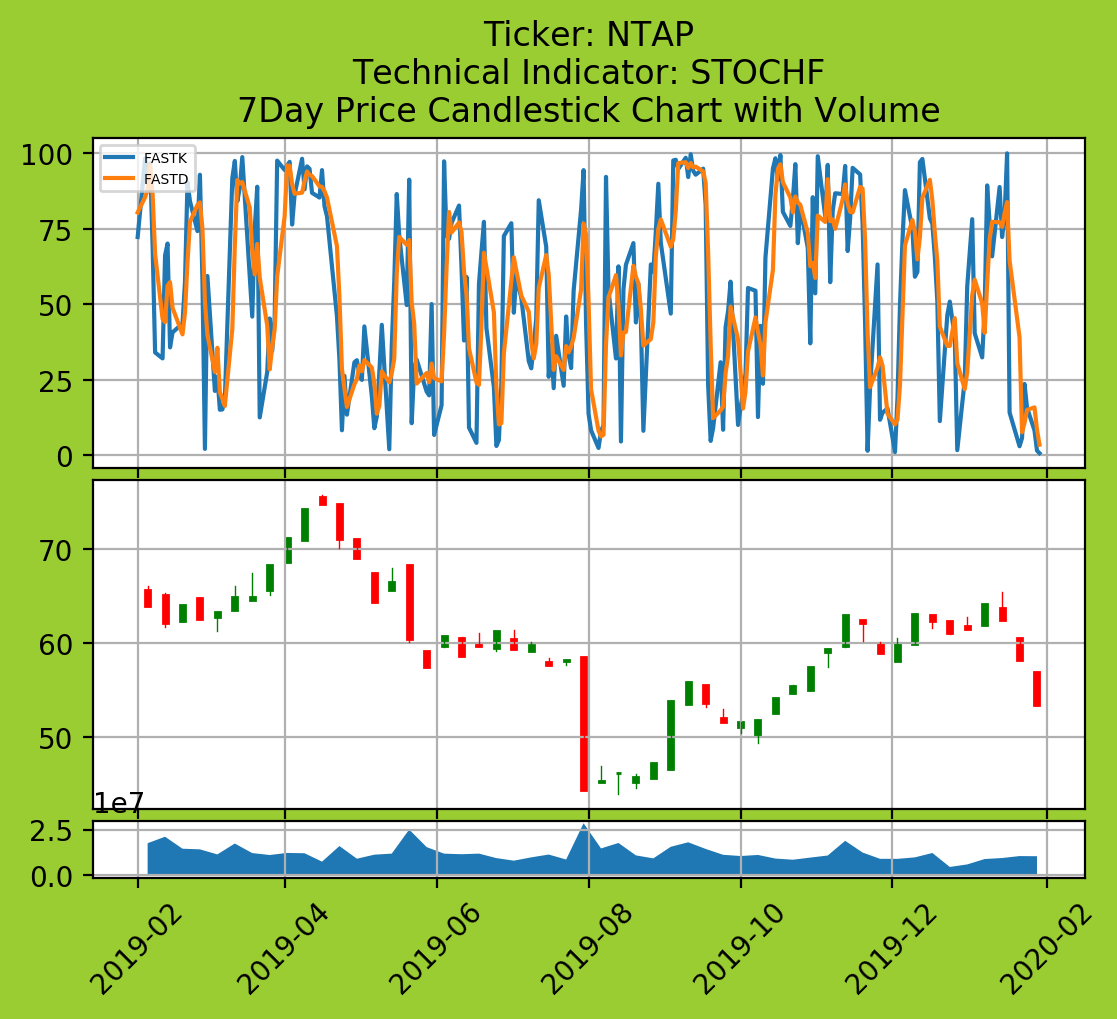 Ticker: NTAP
Technical Indicator: STOCHF
7Day Price Candlestick Chart with Volume
100
75
50
25
0
FASTK
FASTD
70
60
50
1e7
2.5
0.0
2019-02
2019-04
2019-06
2019-08
2019-10
2019-12
2020-02